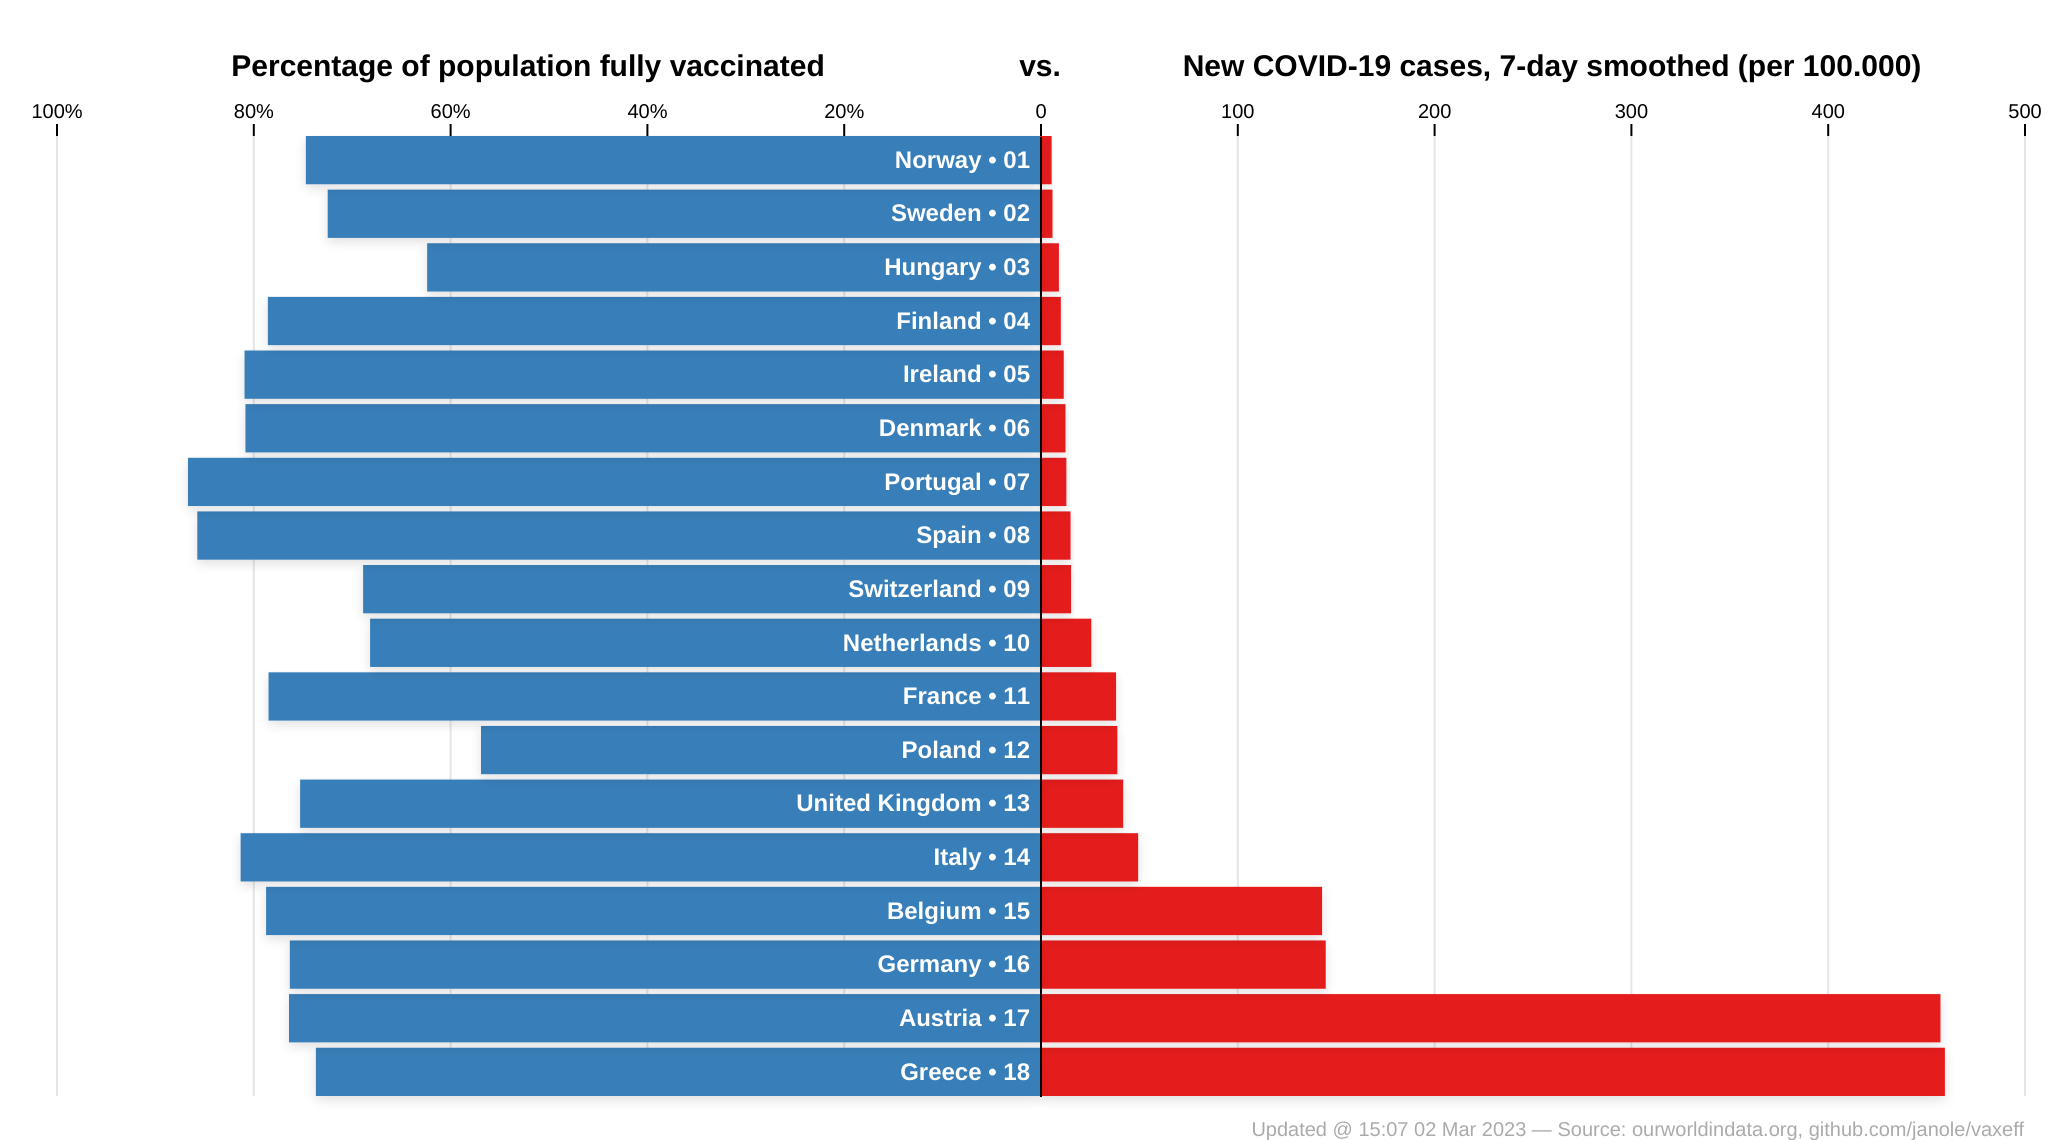 Percentage of population fully vaccinated vs. New COVID-19 cases, 7-day smoothed (per 100.000)
100% 80% 60% 40% 20% 0 100 200 300 400 500
Norway • 01
Sweden • 02
Hungary • 03
Finland • 04
Ireland • 05
Denmark • 06
Portugal • 07
Spain • 08
Switzerland • 09
Netherlands • 10
France • 11
Poland • 12
United Kingdom • 13
Italy • 14
Belgium • 15
Germany • 16
Austria • 17
Greece • 18
Updated @ 15:07 02 Mar 2023 — Source: ourworldindata.org, github.com/janole/vaxeff